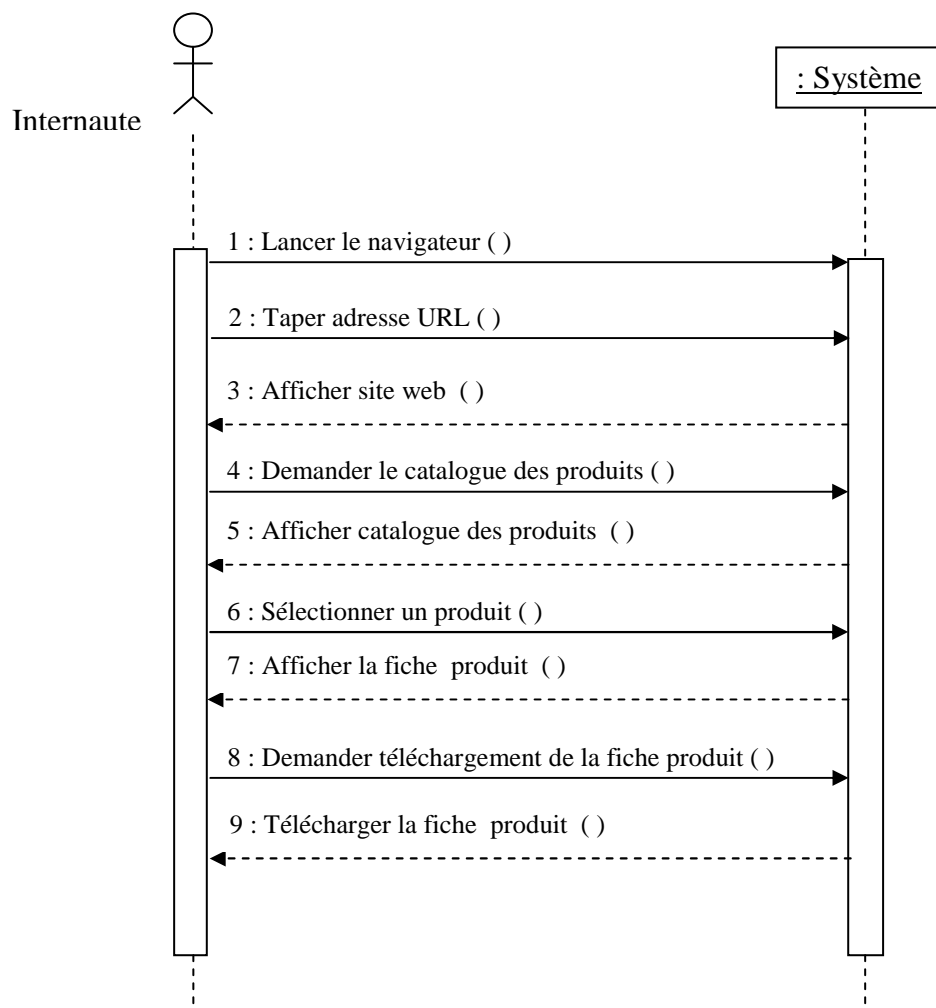 : Système
Internaute
1 : Lancer le navigateur ( )
2 : Taper adresse URL ( )
3 : Afficher site web ( )
4 : Demander le catalogue des produits ( )
5 : Afficher catalogue des produits ( )
6 : Sélectionner un produit ( )
7 : Afficher la fiche produit ( )
8 : Demander téléchargement de la fiche produit ( )
9 : Télécharger la fiche produit ( )